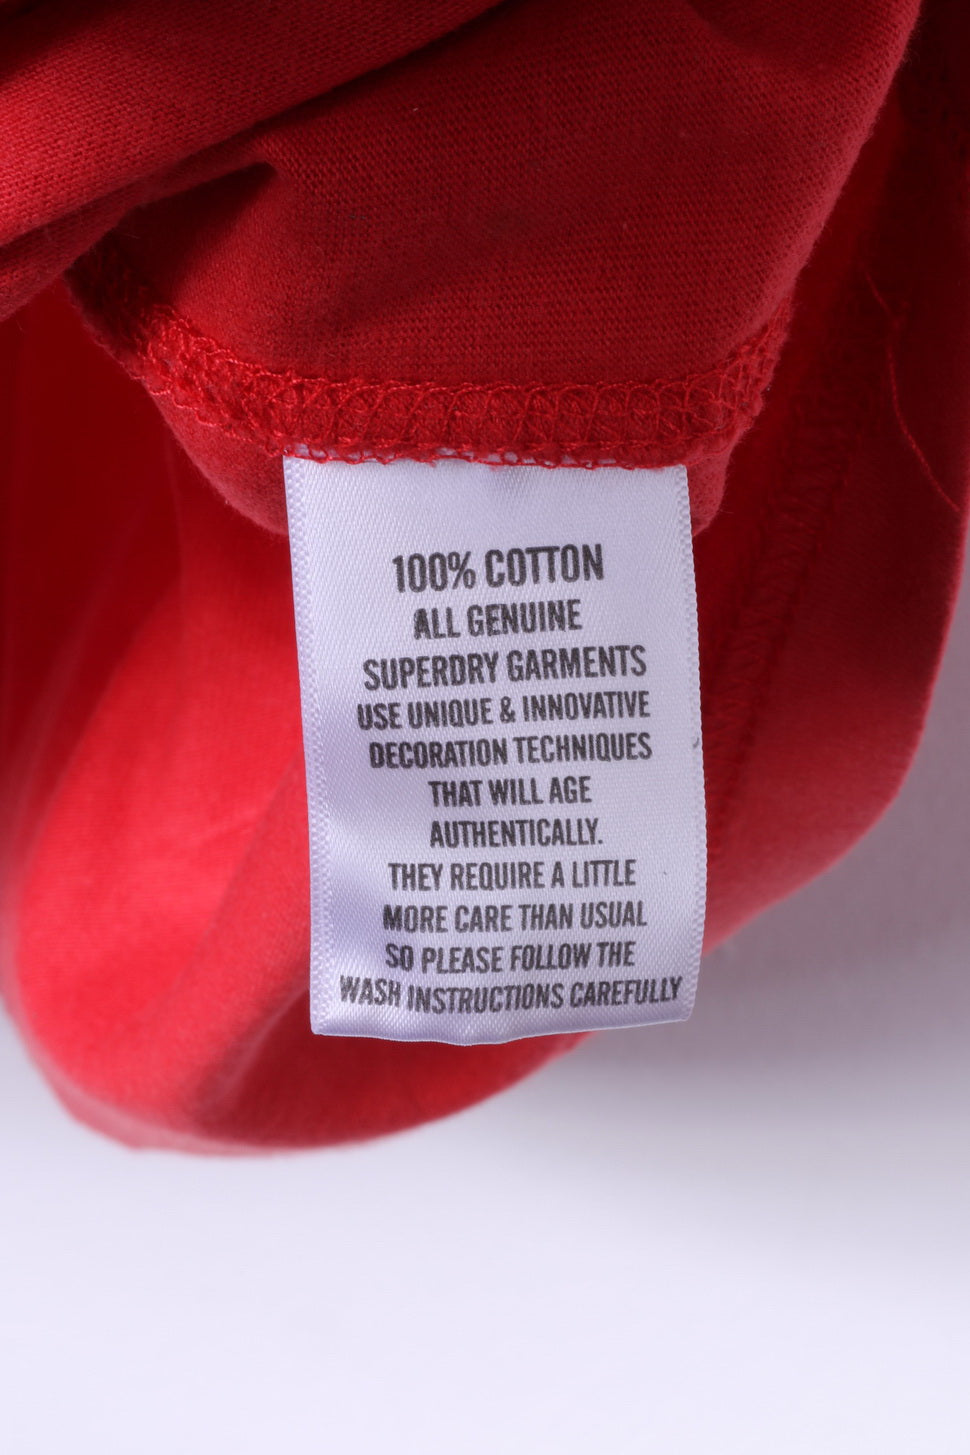 100% COTTON
ALL GENUINE
SUPERDRY GARMENTS
USE UNIQUE & INNOVATIVE
DECORATION TECHNIQUES
THAT WILL AGE
AUTHENTICALLY.
THEY REQUIRE A LITTLE
MORE CARE THAN USUAL
SO PLEASE FOLLOW THE
WASH INSTRUCTIONS CAREFULLY